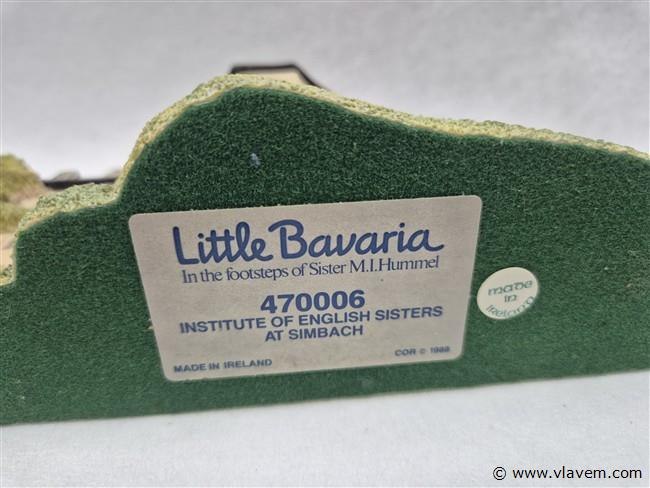 Little Bavaria
In the footsteps of Sister M.I.Hummel
470006
INSTITUTE OF ENGLISH SISTERS
AT SIMBACH
MADE IN IRELAND
COR © 1988
made
in
ireland
© www.vlavem.com